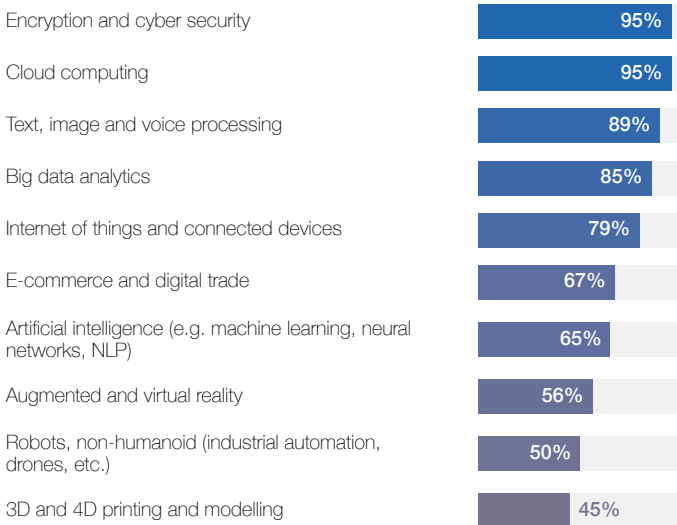 Encryption and cyber security 95%
Cloud computing 95%
Text, image and voice processing 89%
Big data analytics 85%
Internet of things and connected devices 79%
E-commerce and digital trade 67%
Artificial intelligence (e.g. machine learning, neural
networks, NLP) 65%
Augmented and virtual reality 56%
Robots, non-humanoid (industrial automation,
drones, etc.) 50%
3D and 4D printing and modelling 45%